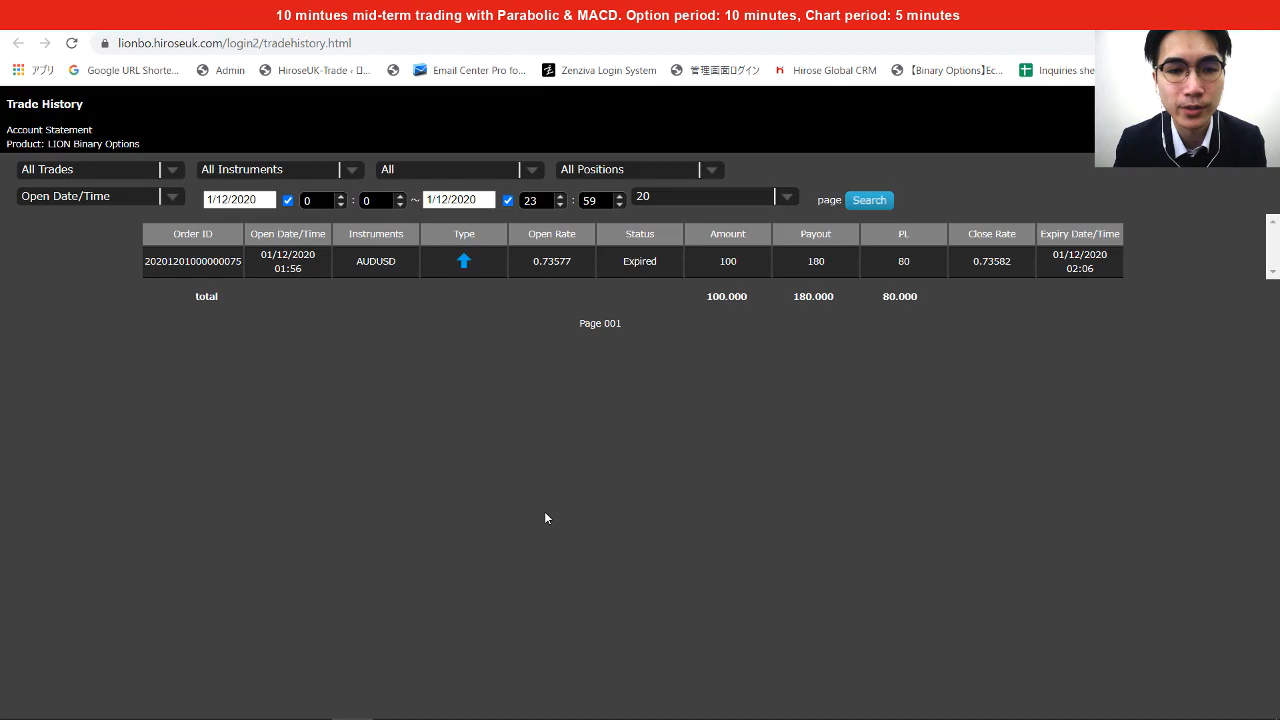 10 mintues mid-term trading with Parabolic & MACD. Option period: 10 minutes, Chart period: 5 minutes
lionbo.hiroseuk.com/login2/tradehistory.html
アプリ Google URL Shorte... Admin HiroseUK-Trade ‹ ロ... Email Center Pro fo... Zenziva Login System 管理画面ログイン Hirose Global CRM 【Binary Options】Ec... Inquiries she
Trade History
Account Statement
Product: LION Binary Options
All Trades All Instruments All All Positions
Open Date/Time 1/12/2020 0 : 0 ～ 1/12/2020 23 : 59 20 page Search
Order ID Open Date/Time Instruments Type Open Rate Status Amount Payout PL Close Rate Expiry Date/Time
20201201000000075 01/12/2020 01:56 AUDUSD 0.73577 Expired 100 180 80 0.73582 01/12/2020 02:06
total 100.000 180.000 80.000
Page 001